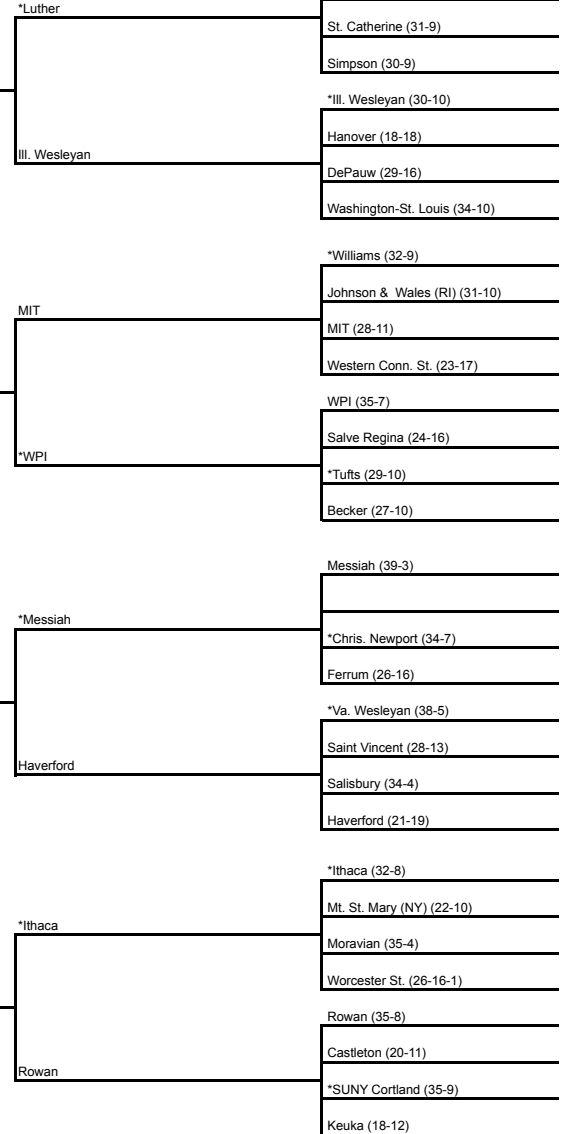 *Luther
St. Catherine (31-9)
Simpson (30-9)
*Ill. Wesleyan (30-10)
Hanover (18-18)
Ill. Wesleyan
DePauw (29-16)
Washington-St. Louis (34-10)
*Williams (32-9)
Johnson & Wales (RI) (31-10)
MIT
MIT (28-11)
Western Conn. St. (23-17)
WPI (35-7)
Salve Regina (24-16)
*WPI
*Tufts (29-10)
Becker (27-10)
Messiah (39-3)
*Messiah
*Chris. Newport (34-7)
Ferrum (26-16)
*Va. Wesleyan (38-5)
Saint Vincent (28-13)
Haverford
Salisbury (34-4)
Haverford (21-19)
*Ithaca (32-8)
Mt. St. Mary (NY) (22-10)
*Ithaca
Moravian (35-4)
Worcester St. (26-16-1)
Rowan (35-8)
Castleton (20-11)
Rowan
*SUNY Cortland (35-9)
Keuka (18-12)